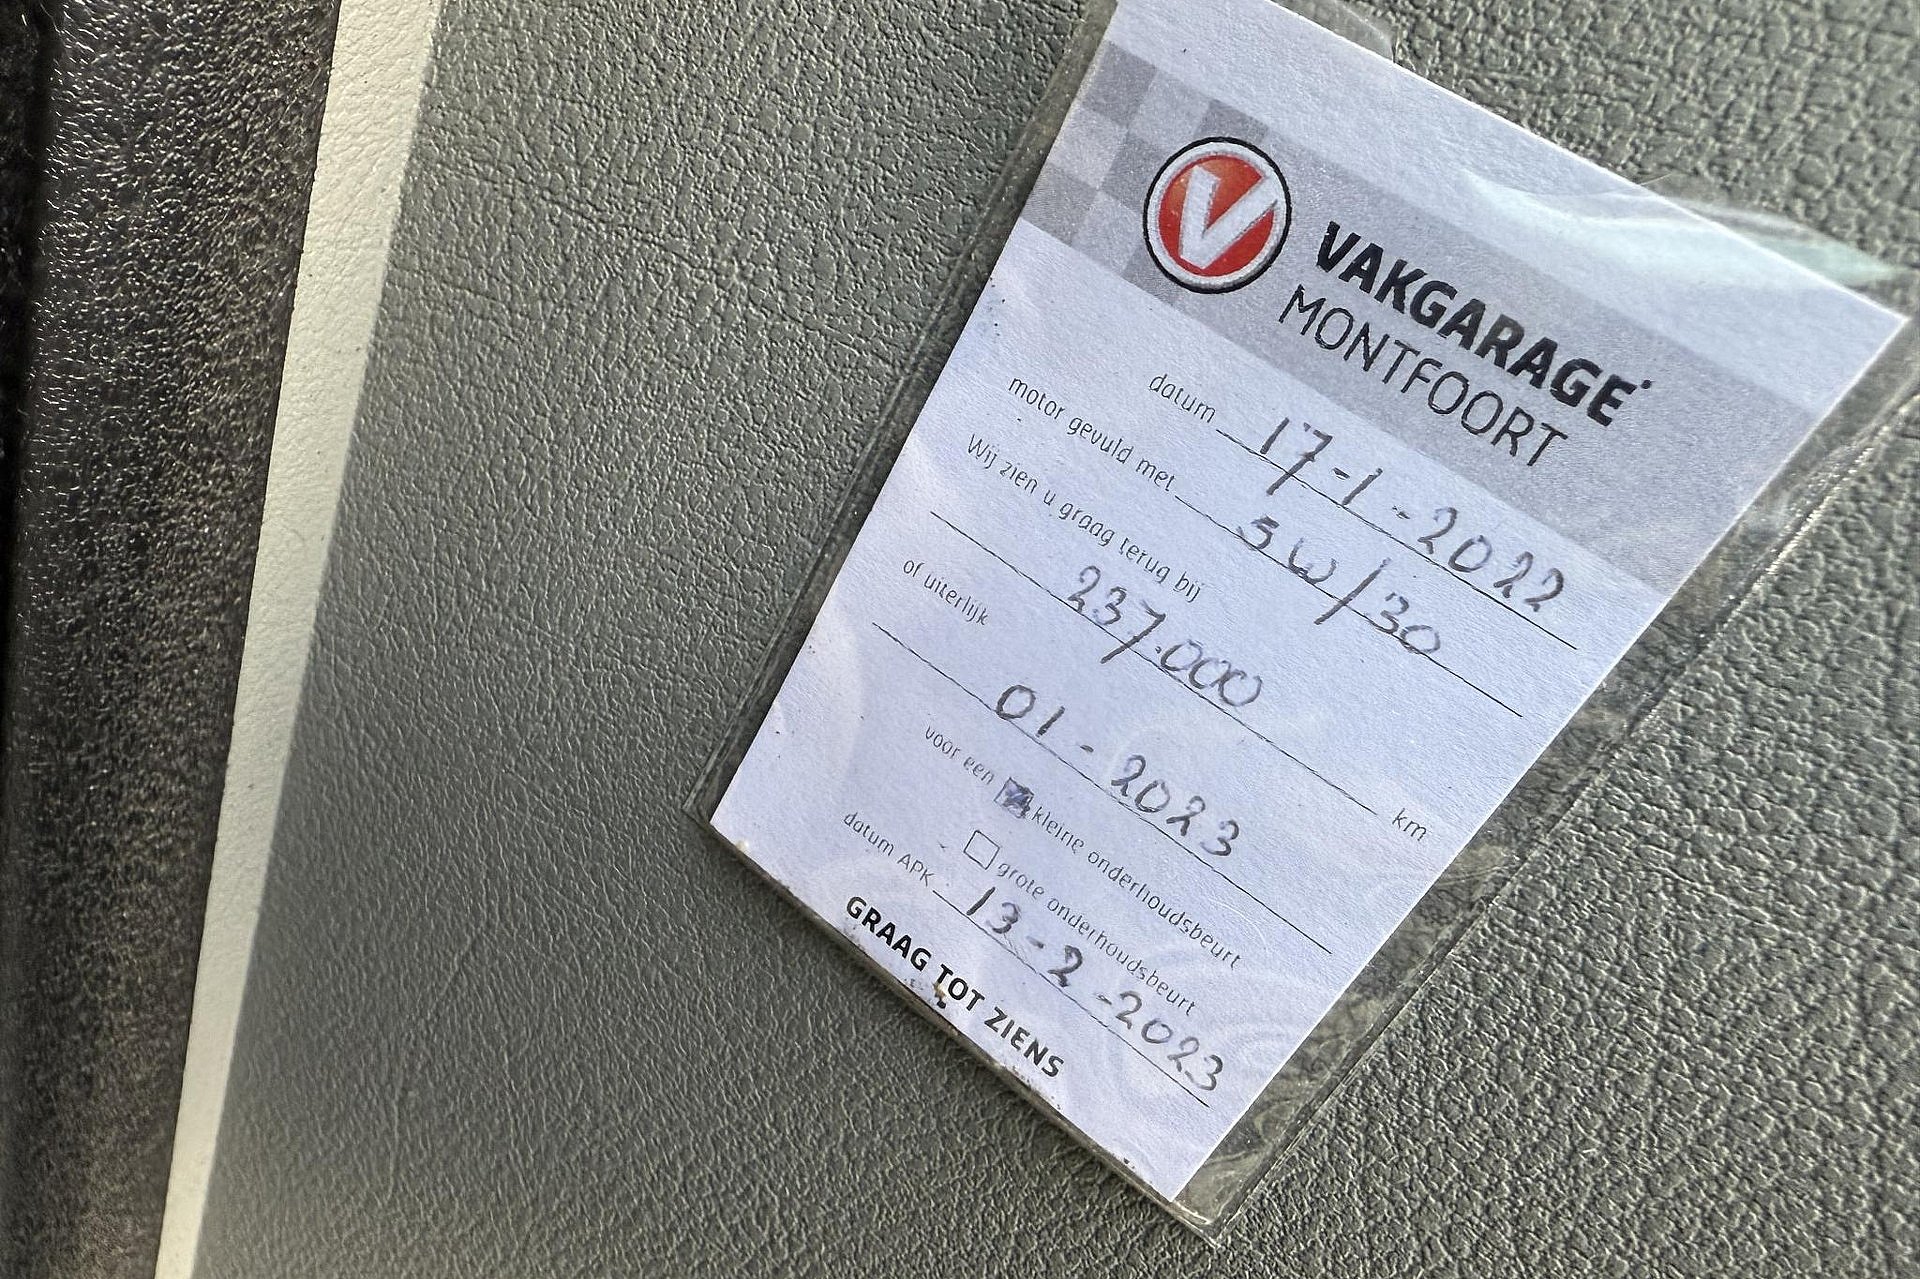 V
VAKGARAGE
MONTFOORT
datum 17-1-2022
motor gevuld met 5W/30
Wij zien u graag terug bij
237.000 km
of uiterlijk
01-2023
voor een kleine onderhoudsbeurt
grote onderhoudsbeurt
datum APK 13-2-2023
GRAAG TOT ZIENS